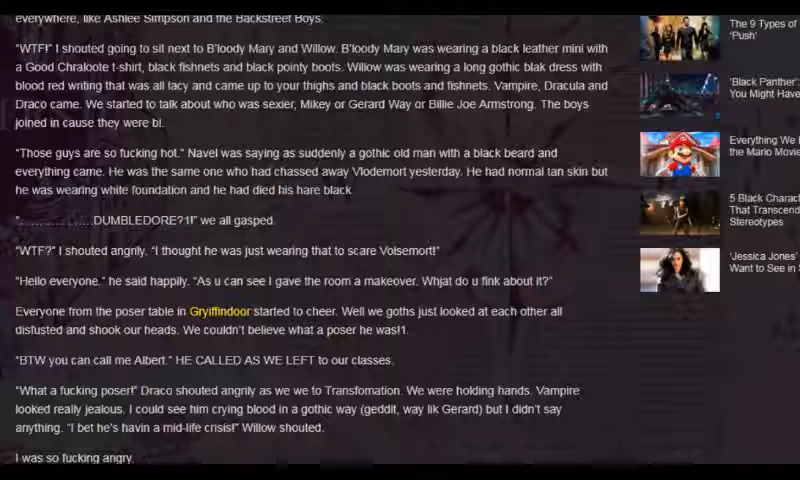 everywhere, like Ashlee Simpson and the Backstreet Boys.
“WTF!” I shouted going to sit next to B’loody Mary and Willow. B’loody Mary was wearing a black leather mini with
a Good Chraloote t-shirt, black fishnets and black pointy boots. Willow was wearing a long gothic blak dress with
blood red writing that was all lacy and came up to your thighs and black boots and fishnets. Vampire, Dracula and
Draco came. We started to talk about who was sexier, Mikey or Gerard Way or Billie Joe Armstrong. The boys
joined in cause they were bi.
“Those guys are so fucking hot.” Navel was saying as suddenly a gothic old man with a black beard and
everything came. He was the same one who had chassed away Vlodemort yesterday. He had normal tan skin but
he was wearing white foundation and he had died his hare black
“………………DUMBLEDORE?1!” we all gasped.
“WTF?” I shouted angrily. “I thought he was just wearing that to scare Volsemort!”
“Hello everyone.” he said happily. “As u can see I gave the room a makeover. Whjat do u fink about it?”
Everyone from the poser table in Gryiffindoor started to cheer. Well we goths just looked at each other all
disfusted and shook our heads. We couldn’t believe what a poser he was!1.
“BTW you can call me Albert.” HE CALLED AS WE LEFT to our classes.
“What a fucking poser!” Draco shouted angrily as we we to Transfomation. We were holding hands. Vampire
looked really jealous. I could see him crying blood in a gothic way (geddit, way lik Gerard) but I didn’t say
anything. “I bet he’s havin a mid-life crisis!” Willow shouted.
I was so fucking angry.
The 9 Types of
‘Push’
‘Black Panther’:
You Might Have
Everything We
the Mario Movie
5 Black Charac
That Transcend
Stereotypes
‘Jessica Jones’
Want to See in